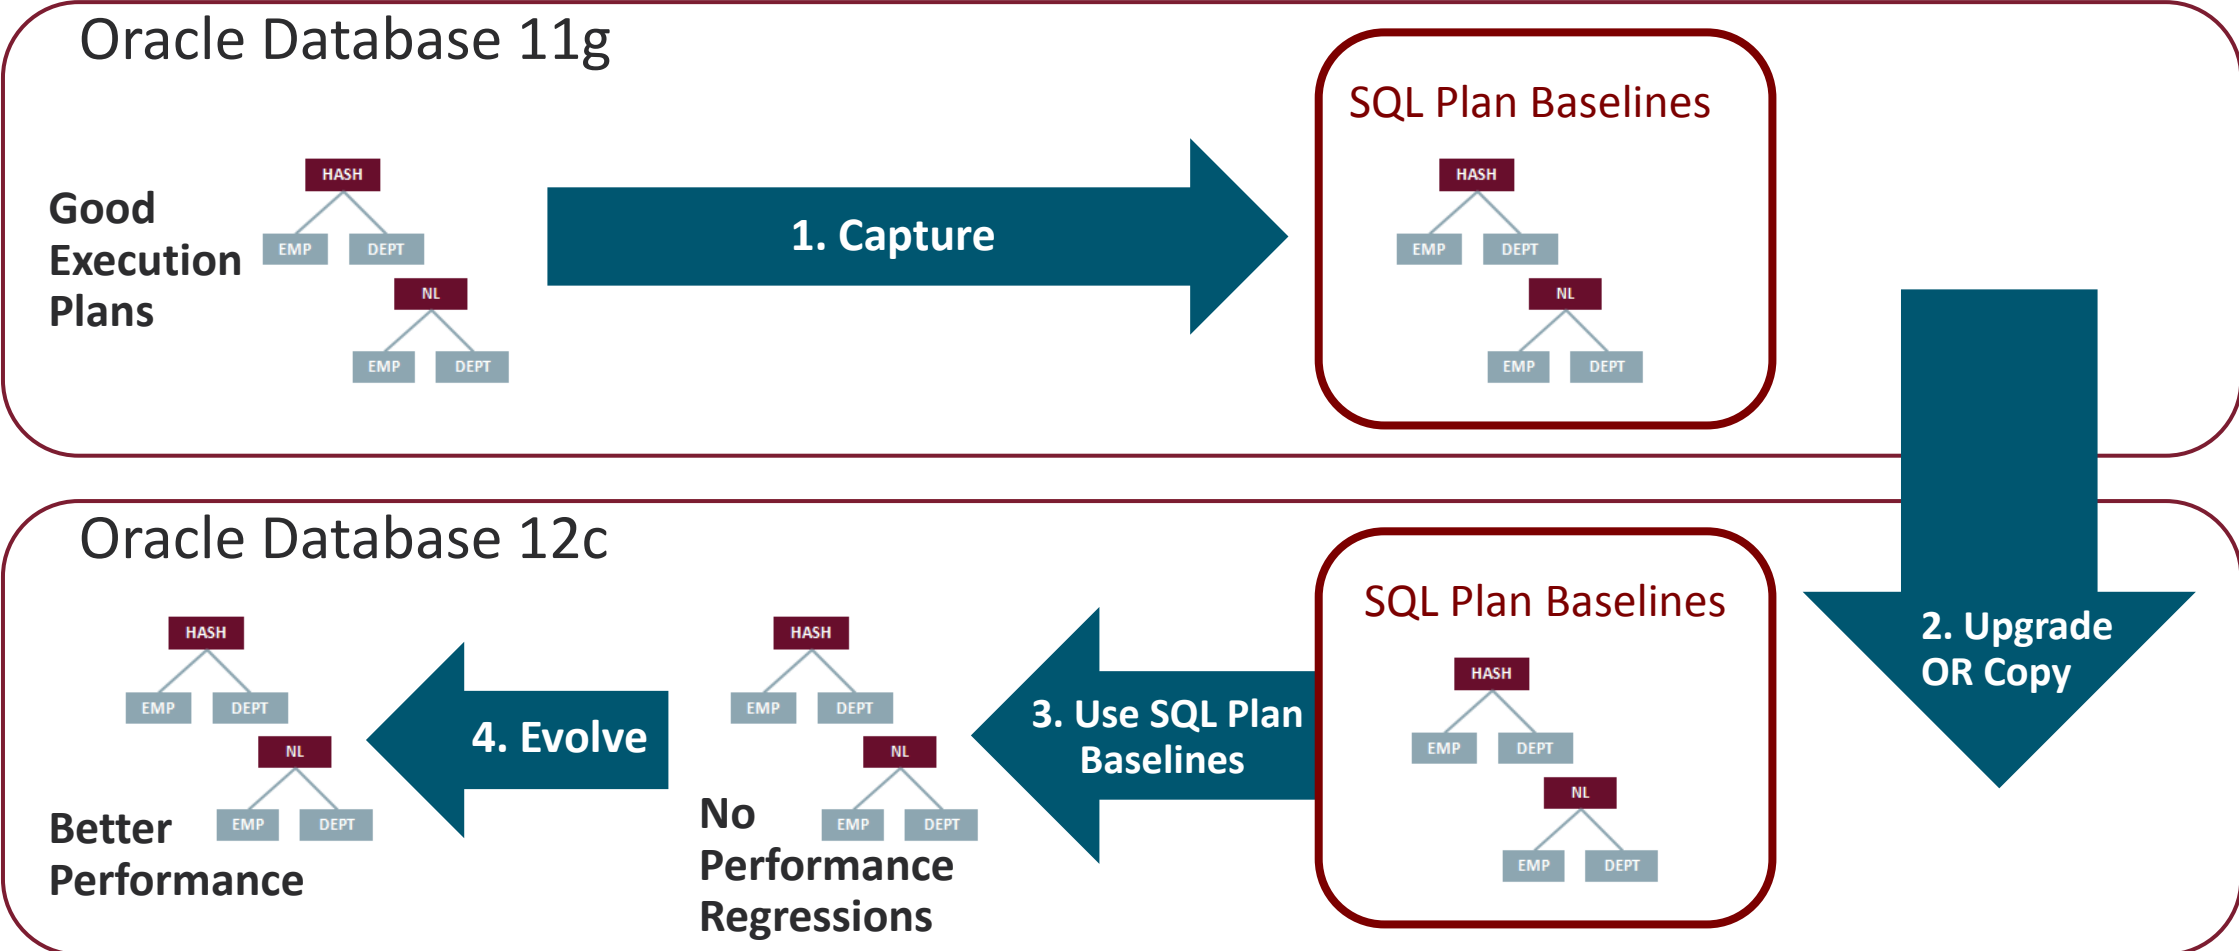 Oracle Database 11g
Good
Execution
Plans
HASH
EMP DEPT
NL
EMP DEPT
1. Capture
SQL Plan Baselines
HASH
EMP DEPT
NL
EMP DEPT
2. Upgrade
OR Copy
Oracle Database 12c
SQL Plan Baselines
HASH
EMP DEPT
NL
EMP DEPT
3. Use SQL Plan
Baselines
HASH
EMP DEPT
NL
EMP DEPT
No
Performance
Regressions
4. Evolve
HASH
EMP DEPT
NL
EMP DEPT
Better
Performance